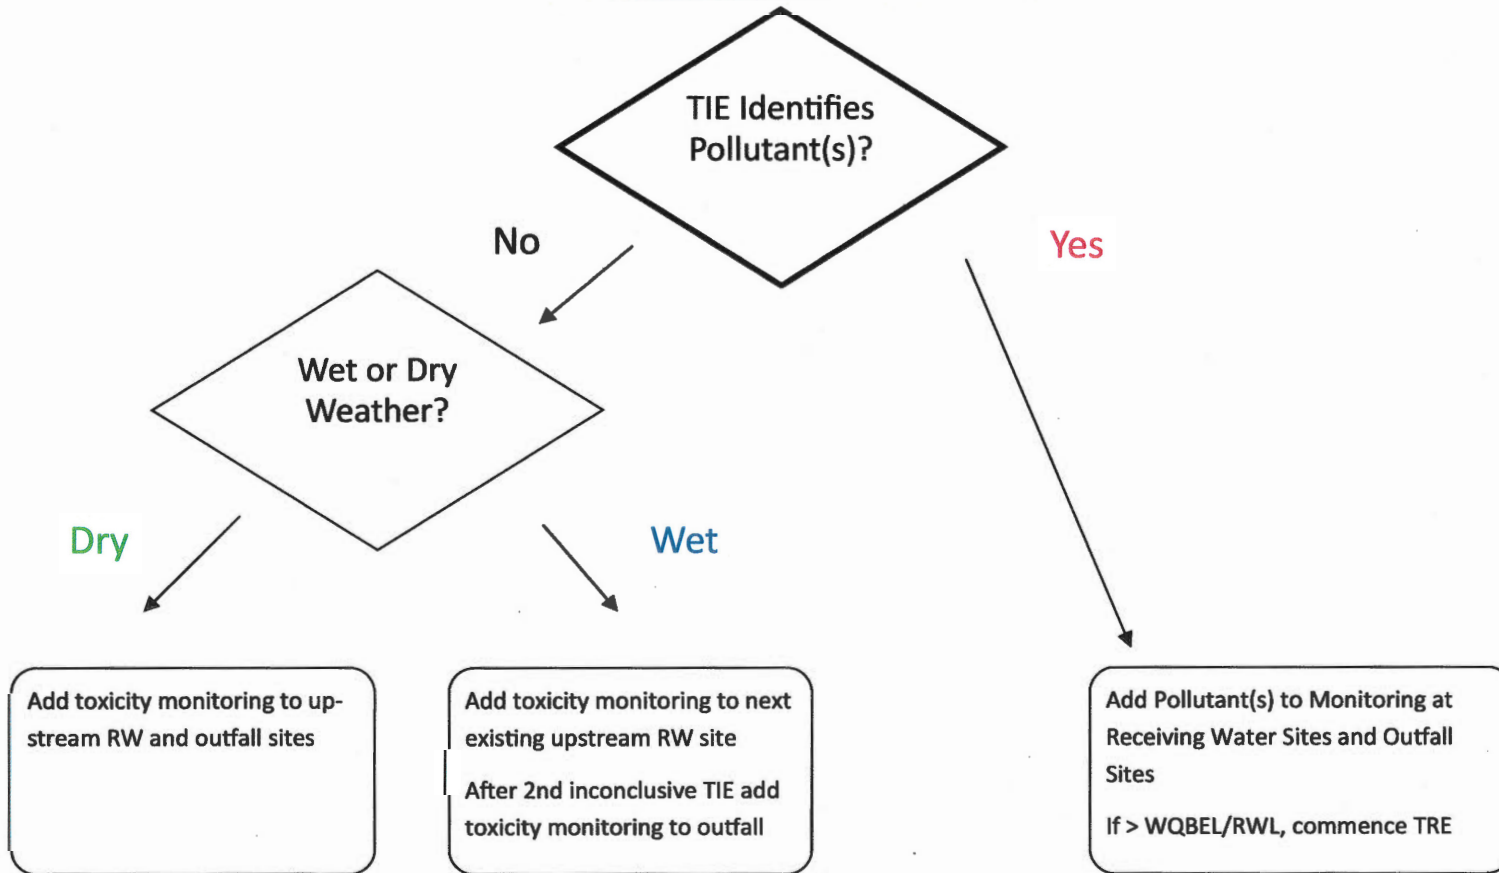 TIE Identifies
Pollutant(s)?
No
Yes
Wet or Dry
Weather?
Dry
Wet
Add toxicity monitoring to up-
stream RW and outfall sites
Add toxicity monitoring to next
existing upstream RW site
After 2nd inconclusive TIE add
toxicity monitoring to outfall
Add Pollutant(s) to Monitoring at
Receiving Water Sites and Outfall
Sites
If > WQBEL/RWL, commence TRE